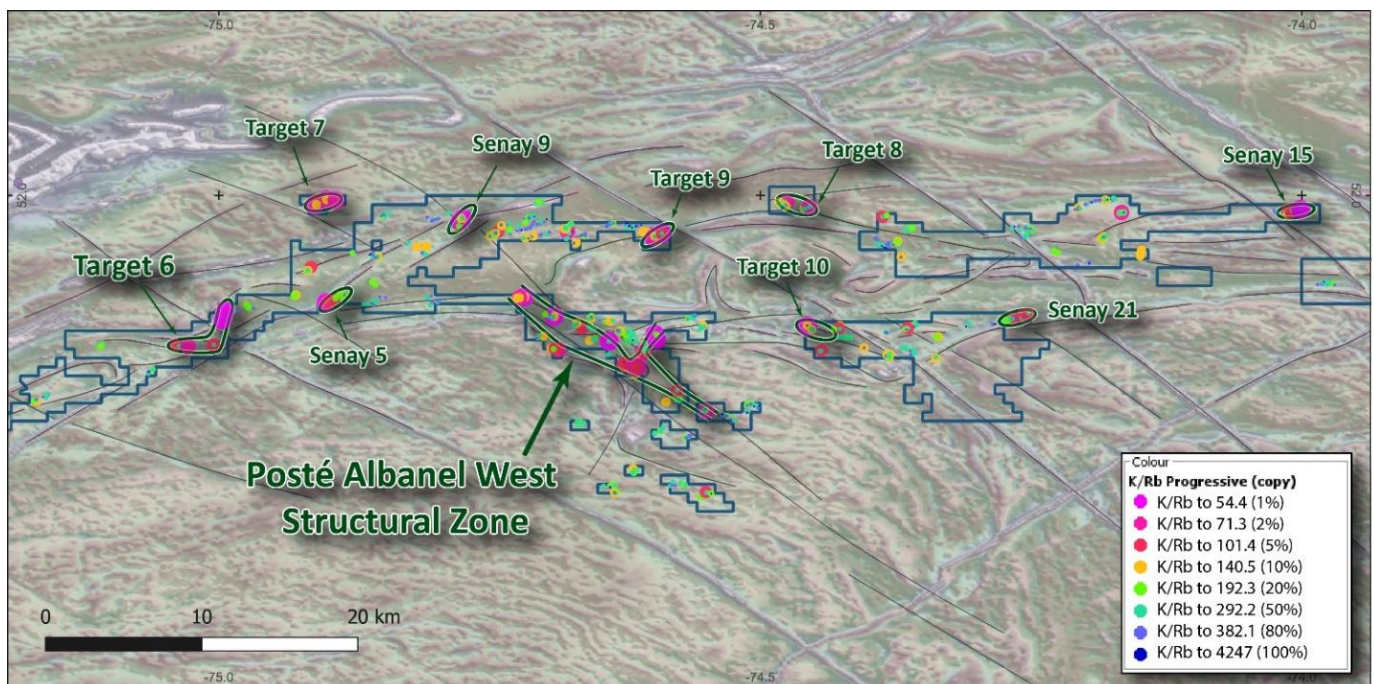 -75.0
-74.5
-74.0
Target 7
Senay 9
Target 8
Senay 15
Target 9
52.0
52.0
Target 6
Target 10
Senay 5
Senay 21
Posté Albanel West
Structural Zone
0 10 20 km
Colour
K/Rb Progressive (copy)
K/Rb to 54.4 (1%)
K/Rb to 71.3 (2%)
K/Rb to 101.4 (5%)
K/Rb to 140.5 (10%)
K/Rb to 192.3 (20%)
K/Rb to 292.2 (50%)
K/Rb to 382.1 (80%)
K/Rb to 4247 (100%)
-75.0
-74.5
-74.0